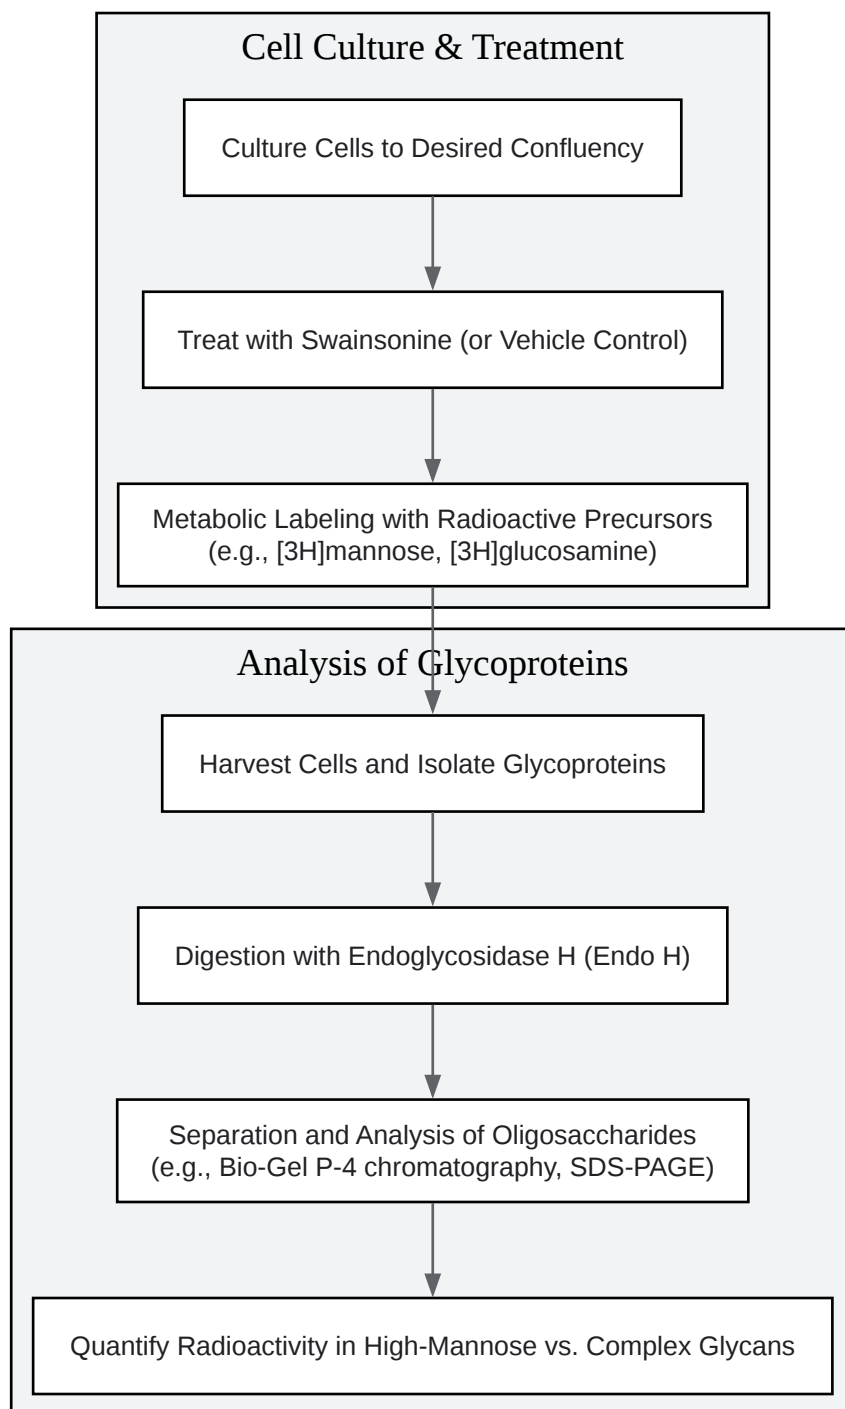 Cell Culture & Treatment
Culture Cells to Desired Confluency
Treat with Swainsonine (or Vehicle Control)
Metabolic Labeling with Radioactive Precursors
(e.g., [3H]mannose, [3H]glucosamine)
Analysis of Glycoproteins
Harvest Cells and Isolate Glycoproteins
Digestion with Endoglycosidase H (Endo H)
Separation and Analysis of Oligosaccharides
(e.g., Bio-Gel P-4 chromatography, SDS-PAGE)
Quantify Radioactivity in High-Mannose vs. Complex Glycans